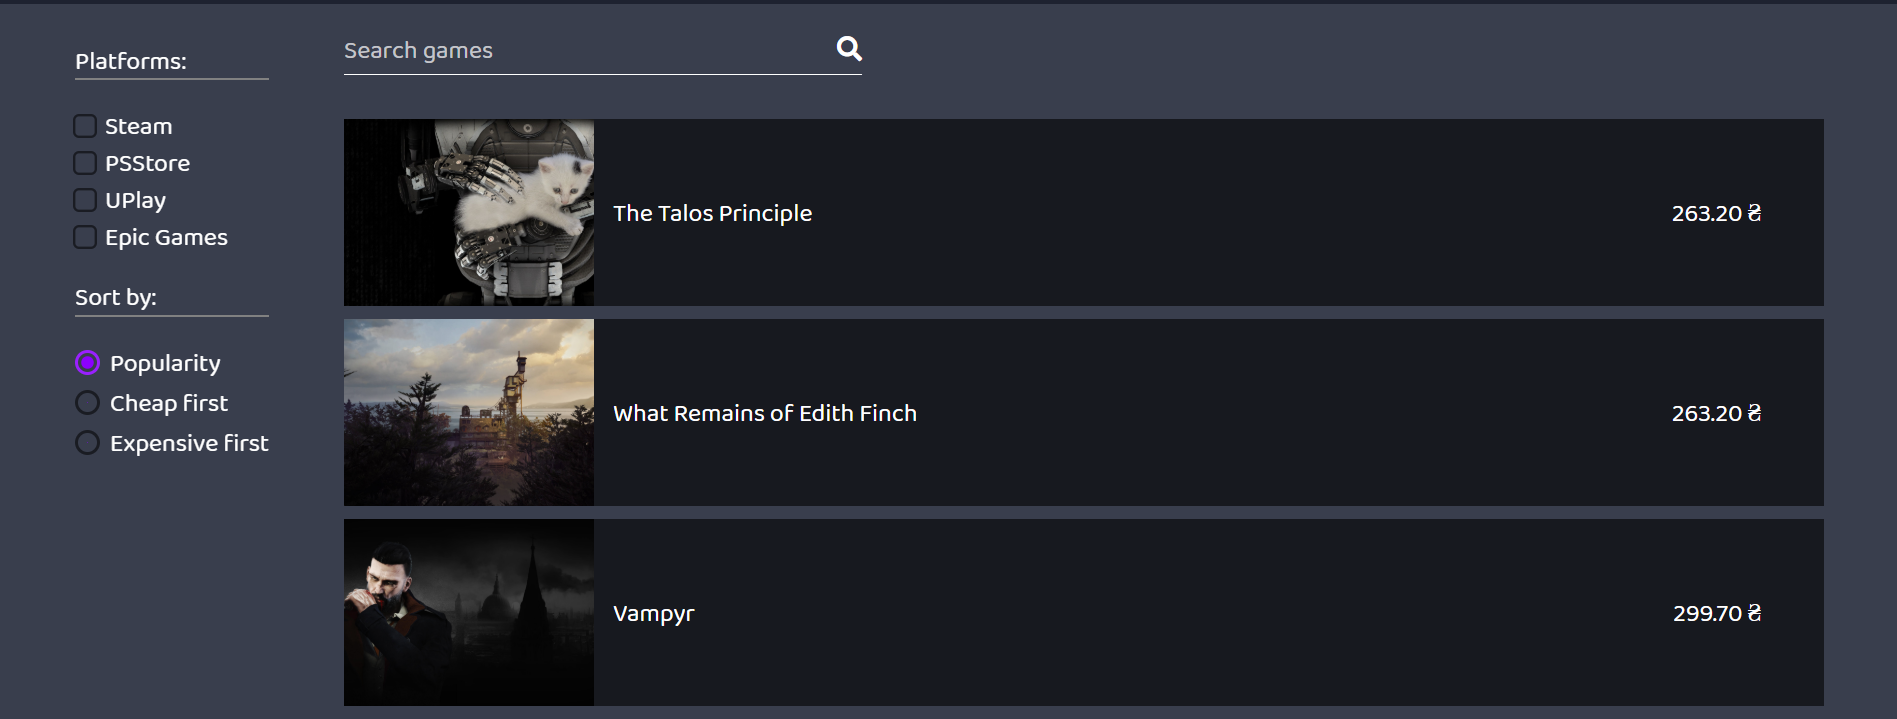 Platforms:
Steam
PSStore
UPlay
Epic Games
Sort by:
Popularity
Cheap first
Expensive first
Search games
The Talos Principle
263.20 ₴
What Remains of Edith Finch
263.20 ₴
Vampyr
299.70 ₴